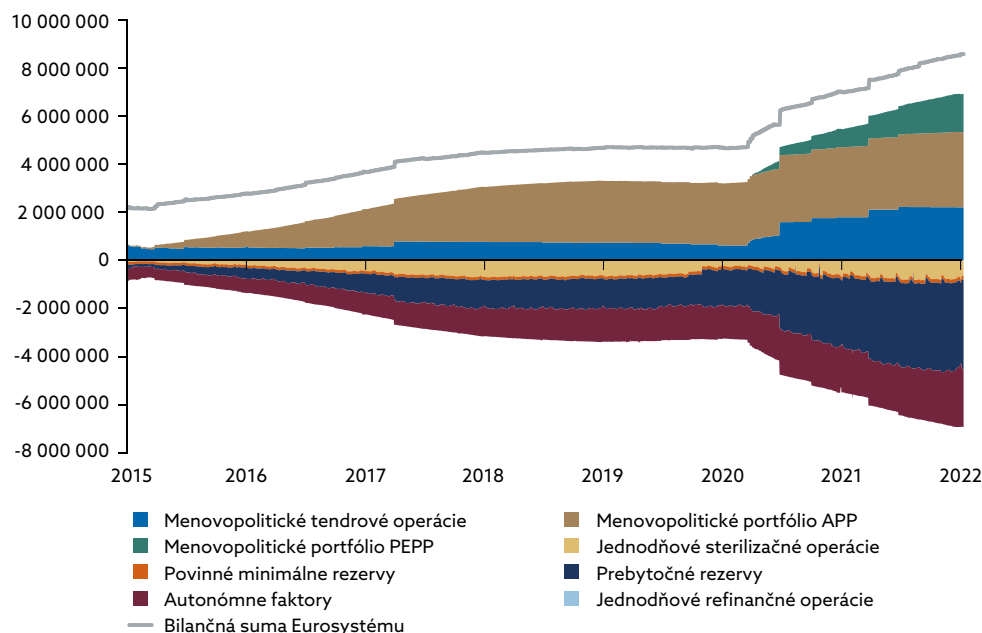 10 000 000
8 000 000
6 000 000
4 000 000
2 000 000
0
-2 000 000
-4 000 000
-6 000 000
-8 000 000
2015 2016 2017 2018 2019 2020 2021 2022
Menovopolitické tendrové operácie Menovopolitické portfólio APP
Menovopolitické portfólio PEPP Jednodňové sterilizačné operácie
Povinné minimálne rezervy Prebytočné rezervy
Autonómne faktory Jednodňové refinančné operácie
Bilančná suma Eurosystému